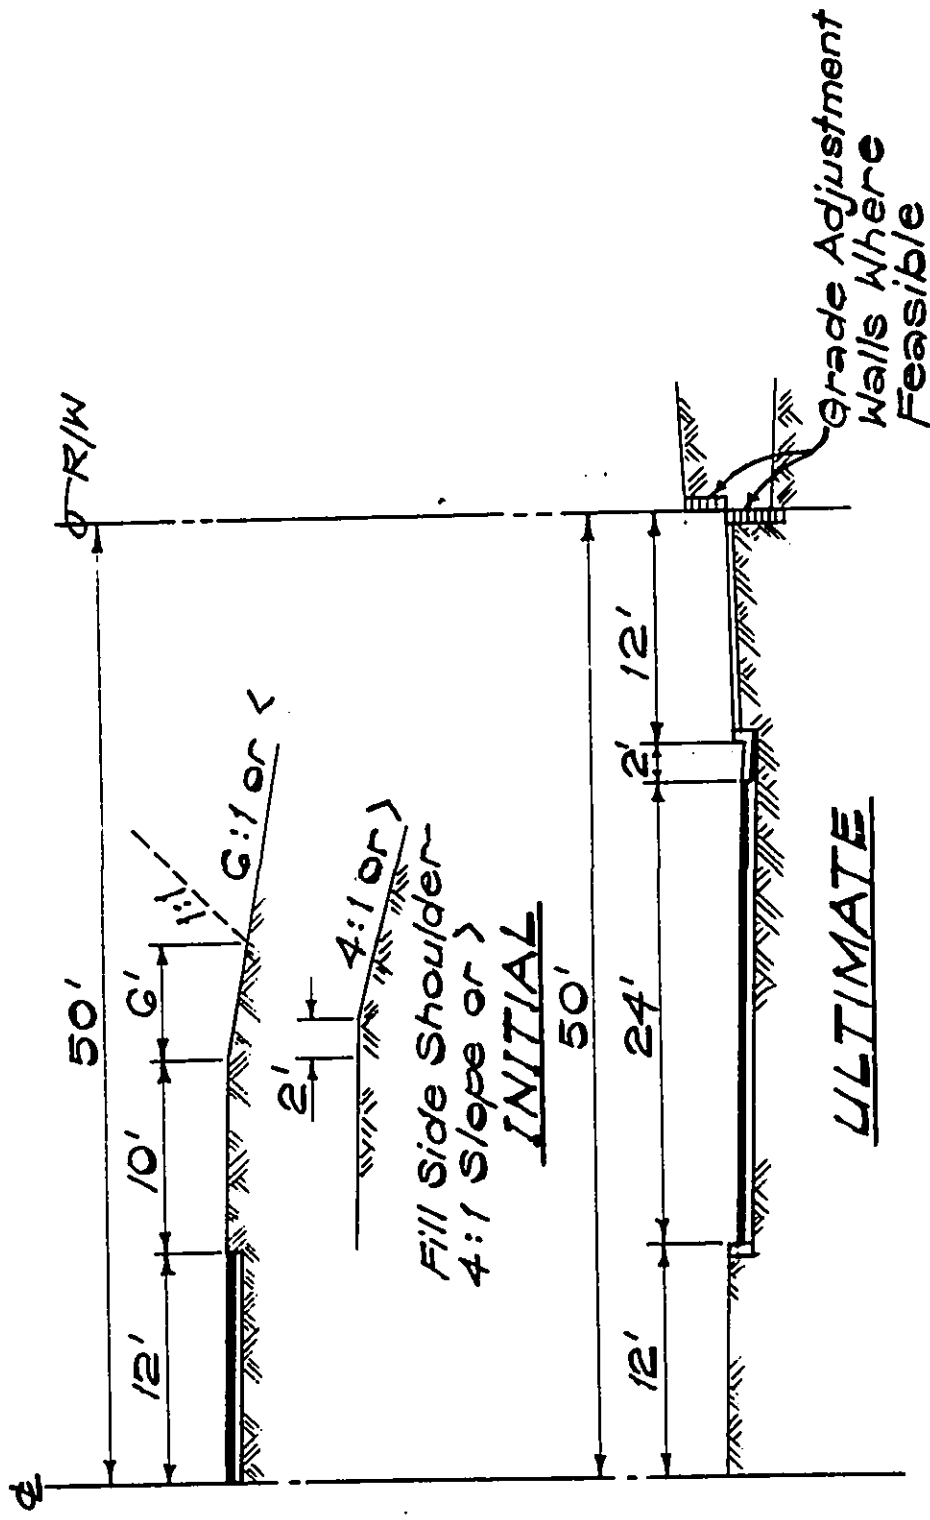 ℄
R/W
50'
12'
10'
6'
1:1
6:1 or <
2'
4:1 or >
Fill Side Shoulder
4:1 Slope or >
INITIAL
50'
12'
24'
2'
12'
Grade Adjustment
Walls Where
Feasible
ULTIMATE